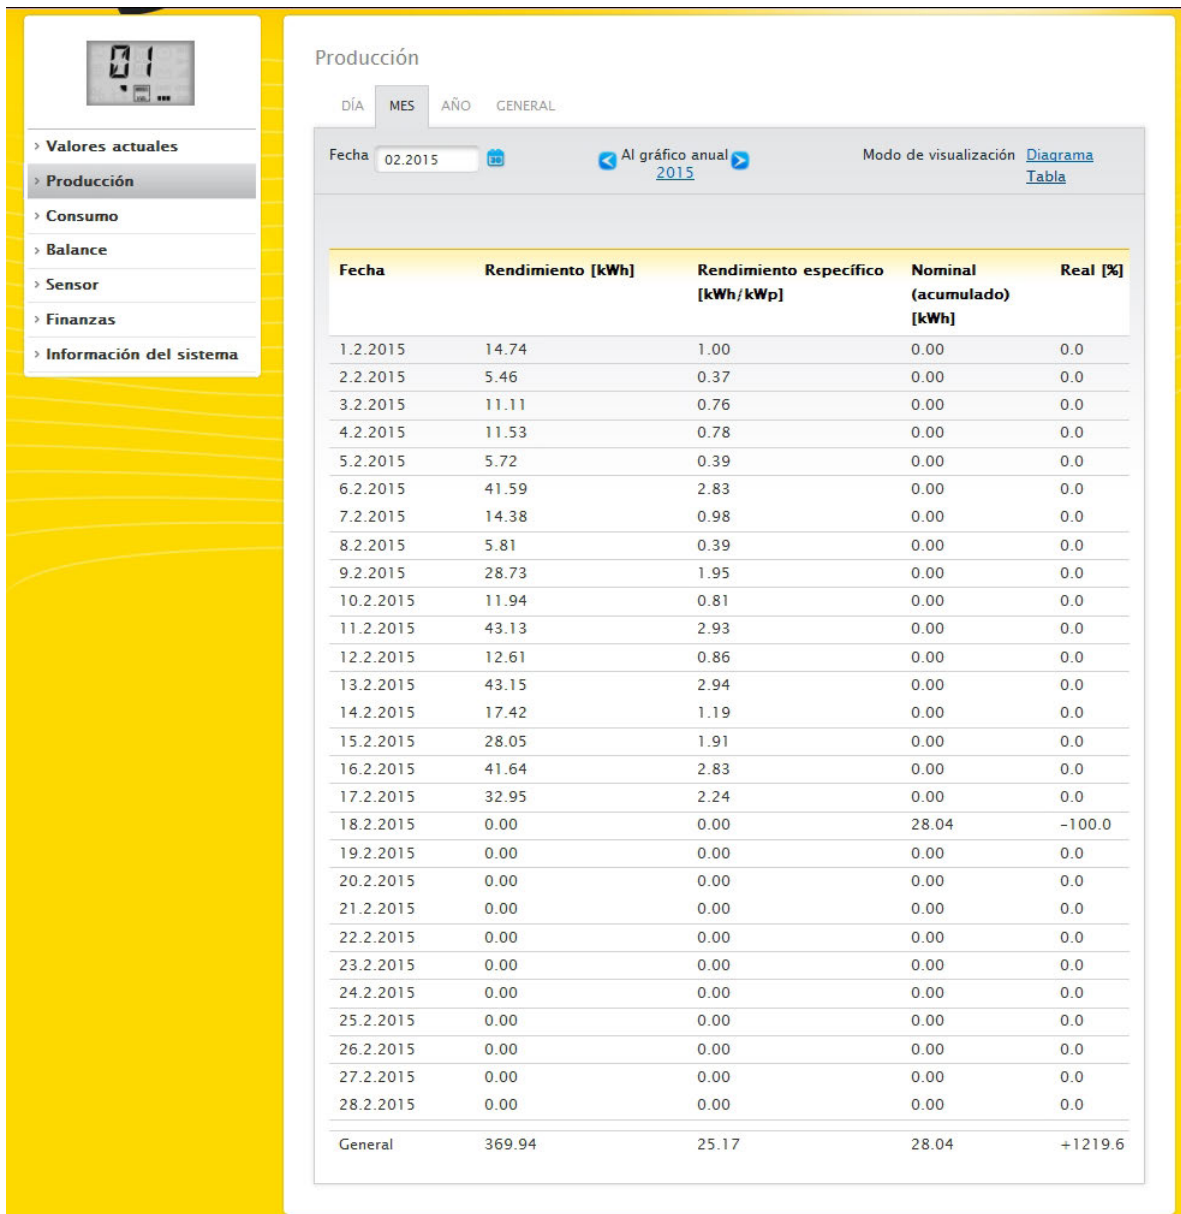 01
Valores actuales
Producción
Consumo
Balance
Sensor
Finanzas
Información del sistema
Producción
DÍA MES AÑO GENERAL
Fecha 02.2015 30 Al gráfico anual Modo de visualización Diagrama
2015 Tabla
Fecha Rendimiento [kWh] Rendimiento específico Nominal Real [%]
[kWh/kWp] (acumulado)
[kWh]
1.2.2015 14.74 1.00 0.00 0.0
2.2.2015 5.46 0.37 0.00 0.0
3.2.2015 11.11 0.76 0.00 0.0
4.2.2015 11.53 0.78 0.00 0.0
5.2.2015 5.72 0.39 0.00 0.0
6.2.2015 41.59 2.83 0.00 0.0
7.2.2015 14.38 0.98 0.00 0.0
8.2.2015 5.81 0.39 0.00 0.0
9.2.2015 28.73 1.95 0.00 0.0
10.2.2015 11.94 0.81 0.00 0.0
11.2.2015 43.13 2.93 0.00 0.0
12.2.2015 12.61 0.86 0.00 0.0
13.2.2015 43.15 2.94 0.00 0.0
14.2.2015 17.42 1.19 0.00 0.0
15.2.2015 28.05 1.91 0.00 0.0
16.2.2015 41.64 2.83 0.00 0.0
17.2.2015 32.95 2.24 0.00 0.0
18.2.2015 0.00 0.00 28.04 -100.0
19.2.2015 0.00 0.00 0.00 0.0
20.2.2015 0.00 0.00 0.00 0.0
21.2.2015 0.00 0.00 0.00 0.0
22.2.2015 0.00 0.00 0.00 0.0
23.2.2015 0.00 0.00 0.00 0.0
24.2.2015 0.00 0.00 0.00 0.0
25.2.2015 0.00 0.00 0.00 0.0
26.2.2015 0.00 0.00 0.00 0.0
27.2.2015 0.00 0.00 0.00 0.0
28.2.2015 0.00 0.00 0.00 0.0
General 369.94 25.17 28.04 +1219.6